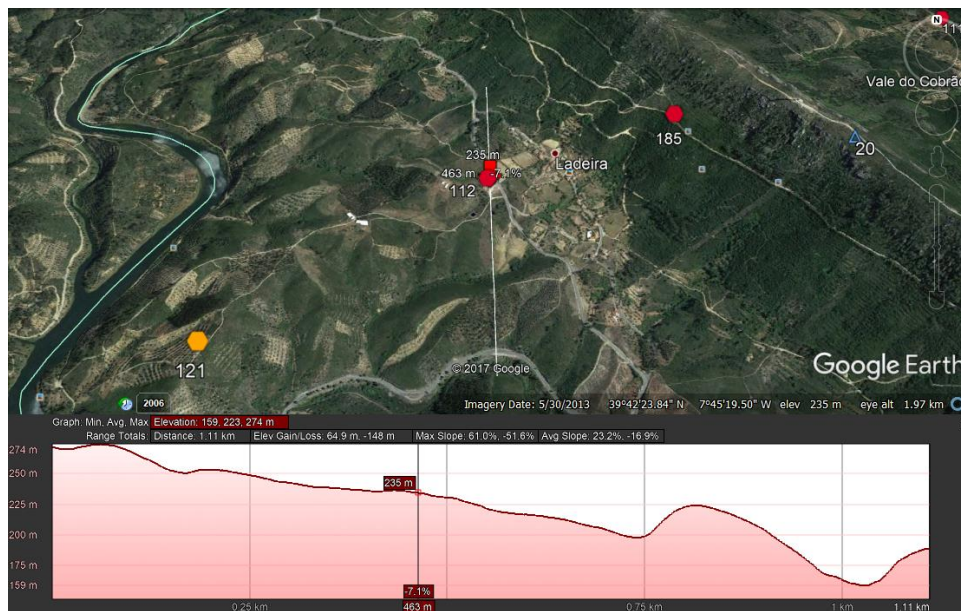 N
111
Vale do Cobrão
185
20
235 m
Ladeira
463 m -7.1%
112
121
© 2017 Google
Google Earth
2006
Imagery Date: 5/30/2013 39°42'23.84" N 7°45'19.50" W elev 235 m eye alt 1.97 km
Graph: Min, Avg, Max Elevation: 159, 223, 274 m
Range Totals: Distance: 1.11 km Elev Gain/Loss: 64.9 m, -148 m Max Slope: 61.0%, -51.6% Avg Slope: 23.2%, -16.9%
274 m
250 m
235 m
225 m
200 m
175 m
159 m
-7.1%
0.25 km 463 m 0.75 km 1 km 1.11 km